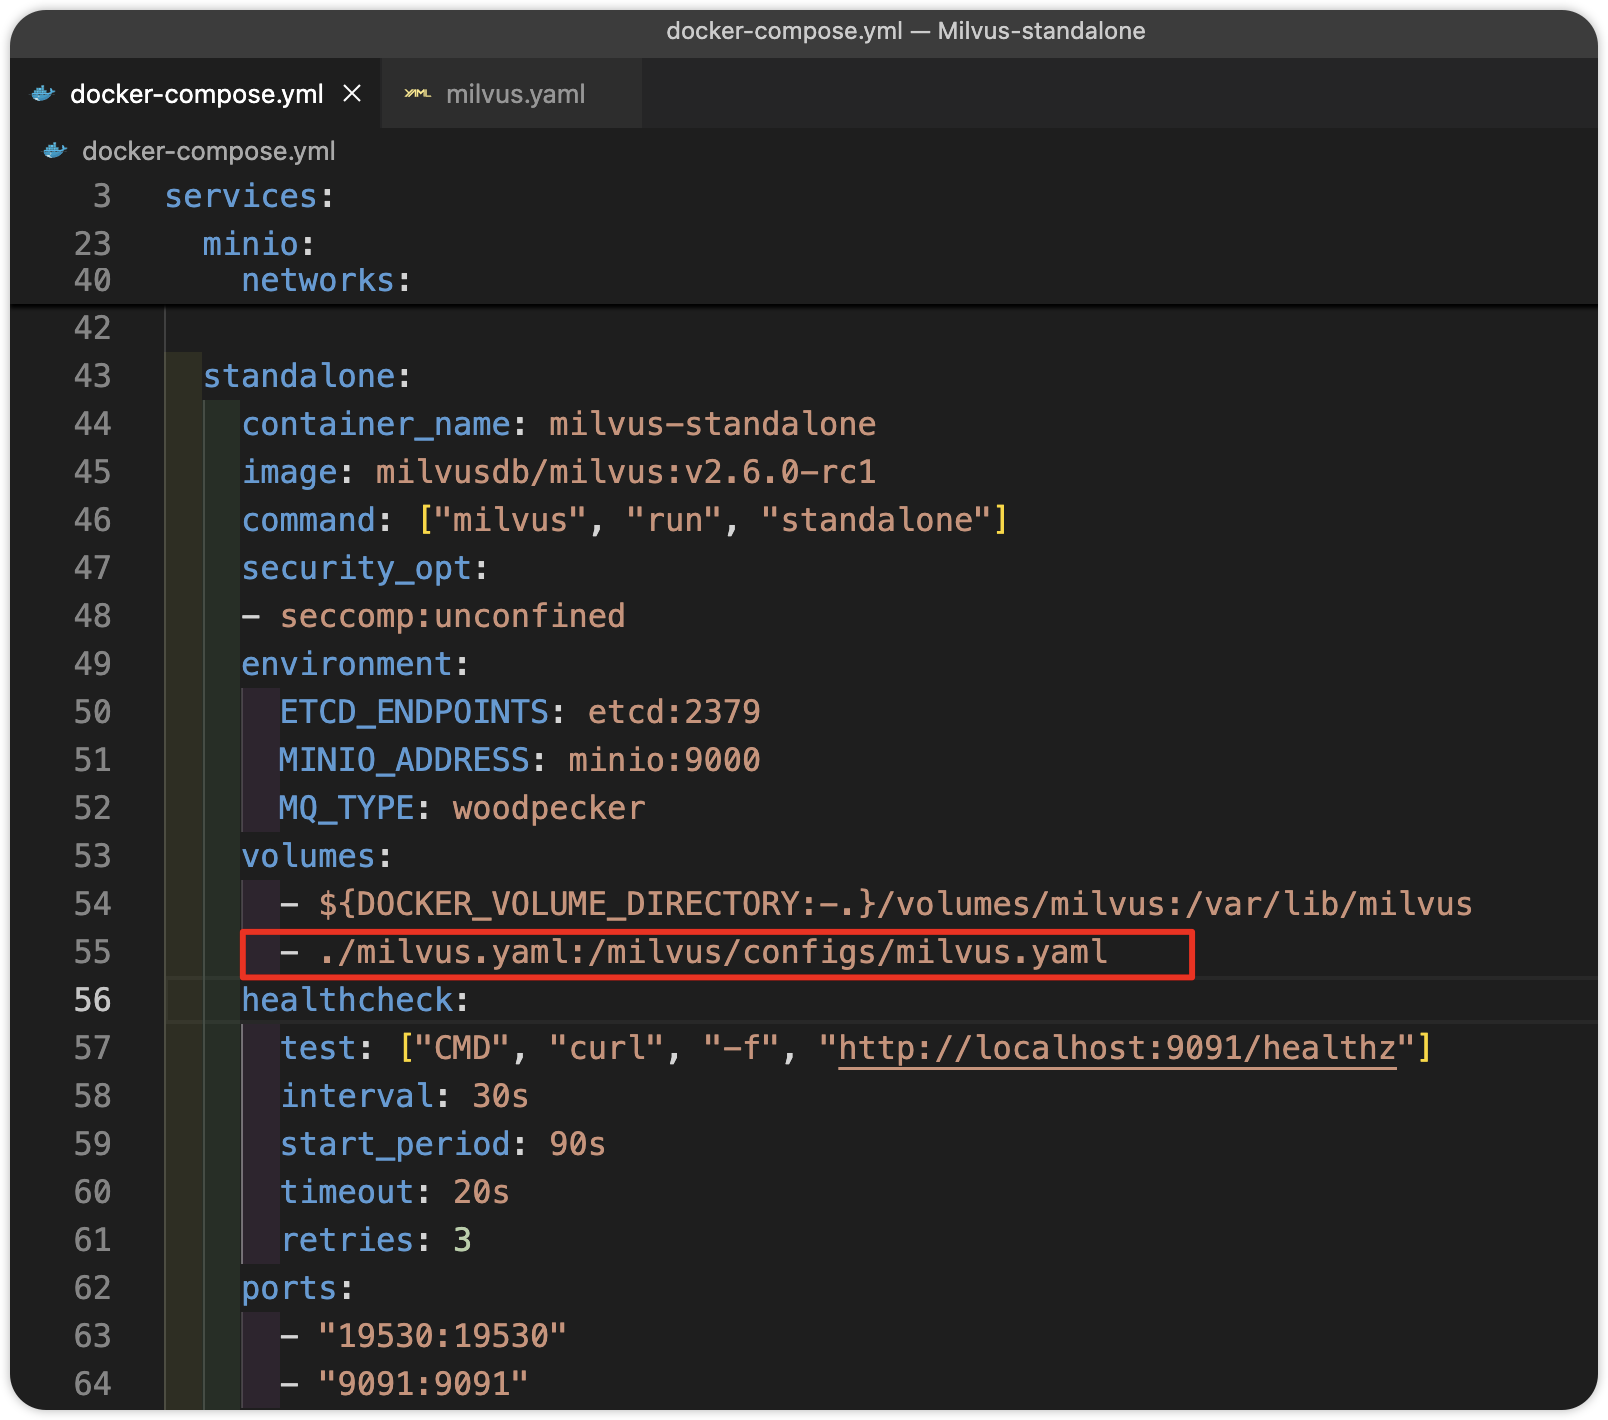 docker-compose.yml — Milvus-standalone
docker-compose.yml × YAML milvus.yaml
docker-compose.yml
3 services:
23 minio:
40 networks:
42
43 standalone:
44 container_name: milvus-standalone
45 image: milvusdb/milvus:v2.6.0-rc1
46 command: ["milvus", "run", "standalone"]
47 security_opt:
48 - seccomp:unconfined
49 environment:
50 ETCD_ENDPOINTS: etcd:2379
51 MINIO_ADDRESS: minio:9000
52 MQ_TYPE: woodpecker
53 volumes:
54 - ${DOCKER_VOLUME_DIRECTORY:-.}/volumes/milvus:/var/lib/milvus
55 - ./milvus.yaml:/milvus/configs/milvus.yaml
56 healthcheck:
57 test: ["CMD", "curl", "-f", "http://localhost:9091/healthz"]
58 interval: 30s
59 start_period: 90s
60 timeout: 20s
61 retries: 3
62 ports:
63 - "19530:19530"
64 - "9091:9091"